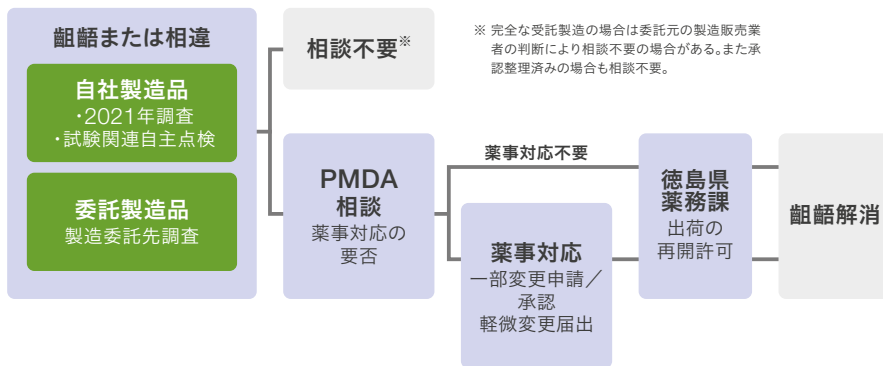 齟齬または相違
自社製造品
・2021年調査
・試験関連自主点検
委託製造品
製造委託先調査
相談不要※
※ 完全な受託製造の場合は委託元の製造販売業
者の判断により相談不要の場合がある。また承
認整理済みの場合も相談不要。
PMDA
相談
薬事対応の
要否
薬事対応不要
薬事対応
一部変更申請／
承認
軽微変更届出
徳島県
薬務課
出荷の
再開許可
齟齬解消